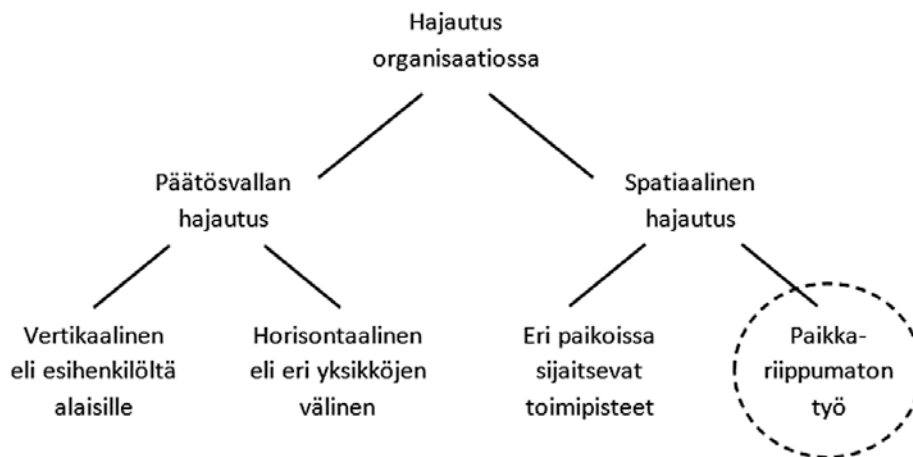 Hajautus
organisaatiossa
Päätösvallan
hajautus
Spatiaalinen
hajautus
Vertikaalinen
eli esihenkilöltä
alaisille
Horisontaalinen
eli eri yksikköjen
välinen
Eri paikoissa
sijaitsevat
toimipisteet
Paikka-
riippumaton
työ